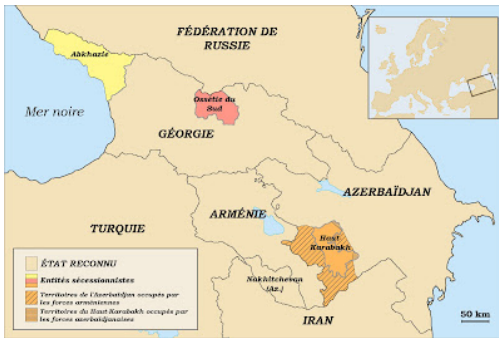 FÉDÉRATION DE
RUSSIE
Abkhazie
Mer noire
Ossétie du
Sud
GÉORGIE
AZERBAÏDJAN
ARMÉNIE
TURQUIE
Haut
Karabakh
Nakhitchevan
(Az.)
IRAN
ÉTAT RECONNU
Entités sécessionnistes
Territoires de l'Azerbaïdjan occupés par
les forces arméniennes
Territoires du Haut Karabakh occupés par
les forces azerbaïdjanaises
50 km